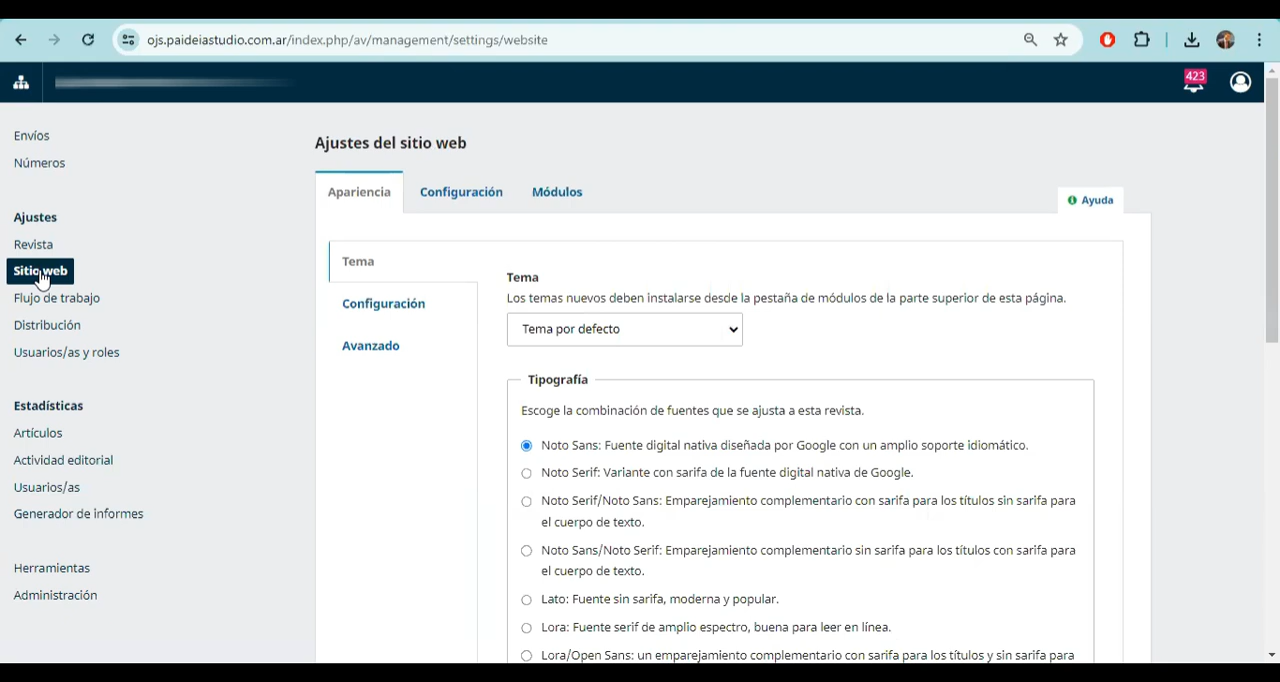 ojs.paideiastudio.com.ar/index.php/av/management/settings/website
423
Envíos
Números
Ajustes
Revista
Sitio web
Flujo de trabajo
Distribución
Usuarios/as y roles
Estadísticas
Artículos
Actividad editorial
Usuarios/as
Generador de informes
Herramientas
Administración
Ajustes del sitio web
Apariencia
Configuración
Módulos
Ayuda
Tema
Configuración
Avanzado
Tema
Los temas nuevos deben instalarse desde la pestaña de módulos de la parte superior de esta página.
Tema por defecto
Tipografía
Escoge la combinación de fuentes que se ajusta a esta revista.
Noto Sans: Fuente digital nativa diseñada por Google con un amplio soporte idiomático.
Noto Serif: Variante con sarifa de la fuente digital nativa de Google.
Noto Serif/Noto Sans: Emparejamiento complementario con sarifa para los títulos sin sarifa para
el cuerpo de texto.
Noto Sans/Noto Serif: Emparejamiento complementario sin sarifa para los títulos con sarifa para
el cuerpo de texto.
Lato: Fuente sin sarifa, moderna y popular.
Lora: Fuente serif de amplio espectro, buena para leer en línea.
Lora/Open Sans: un emparejamiento complementario con sarifa para los títulos y sin sarifa para